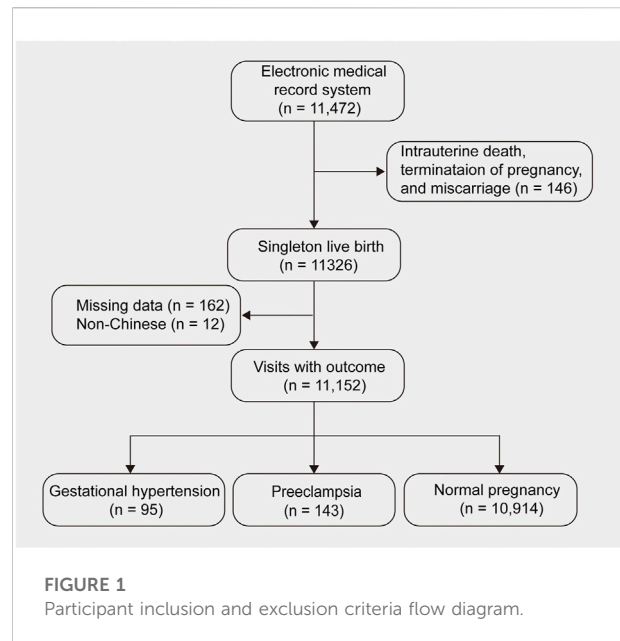 Electronic medical
record system
(n = 11,472)
Intrauterine death,
terminataion of pregnancy,
and miscarriage (n = 146)
Singleton live birth
(n = 11326)
Missing data (n = 162)
Non-Chinese (n = 12)
Visits with outcome
(n = 11,152)
Gestational hypertension
(n = 95)
Preeclampsia
(n = 143)
Normal pregnancy
(n = 10,914)
FIGURE 1
Participant inclusion and exclusion criteria flow diagram.